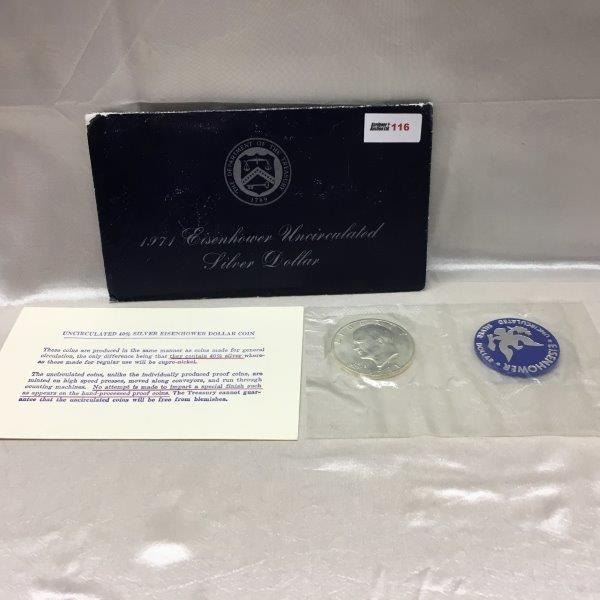 116
THE DEPARTMENT OF THE TREASURY
1789
1971 Eisenhower Uncirculated
Silver Dollar
UNCIRCULATED 40% SILVER EISENHOWER DOLLAR COIN
These coins are produced in the same manner as coins made for general
circulation, the only difference being that they contain 40% silver where-
as those made for regular use will be cupro-nickel.
The uncirculated coins, unlike the individually produced proof coins, are
minted on high speed presses, moved along conveyors, and run through
counting machines. No attempt is made to impart a special finish such
as appears on the hand-processed proof coins. The Treasury cannot guar-
antee that the uncirculated coins will be free from blemishes.
EISENHOWER
UNCIRCULATED